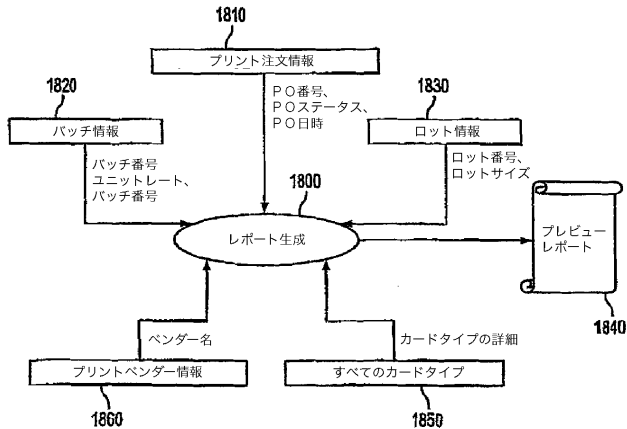 1810
プリント注文情報
1820
バッチ情報
ＰＯ番号、
ＰＯステータス、
ＰＯ日時
1830
ロット情報
バッチ番号
ユニットレート、
バッチ番号
ロット番号、
ロットサイズ
1800
レポート生成
プレビュー
レポート
1840
ベンダー名
プリントベンダー情報
1860
カードタイプの詳細
すべてのカードタイプ
1850